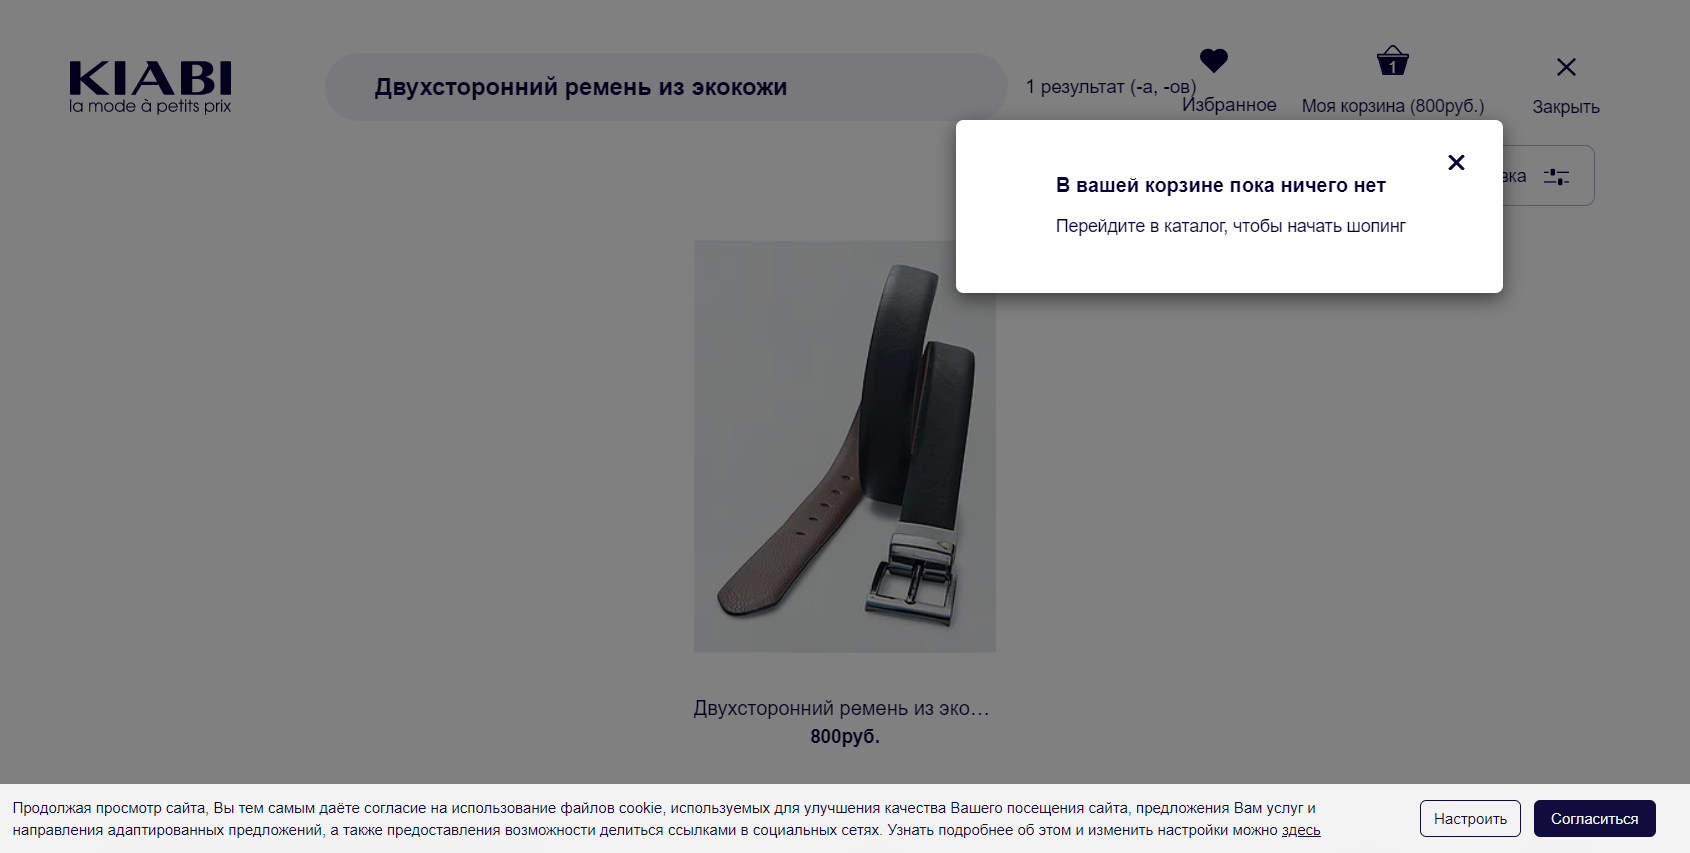 KIABI
la mode à petits prix
Двухсторонний ремень из экокожи
1 результат (-а, -ов)
Избранное
1
Моя корзина (800руб.)
Закрыть
вка
В вашей корзине пока ничего нет
Перейдите в каталог, чтобы начать шопинг
Двухсторонний ремень из эко...
800руб.
Продолжая просмотр сайта, Вы тем самым даёте согласие на использование файлов cookie, используемых для улучшения качества Вашего посещения сайта, предложения Вам услуг и
направления адаптированных предложений, а также предоставления возможности делиться ссылками в социальных сетях. Узнать подробнее об этом и изменить настройки можно здесь
Настроить
Согласиться